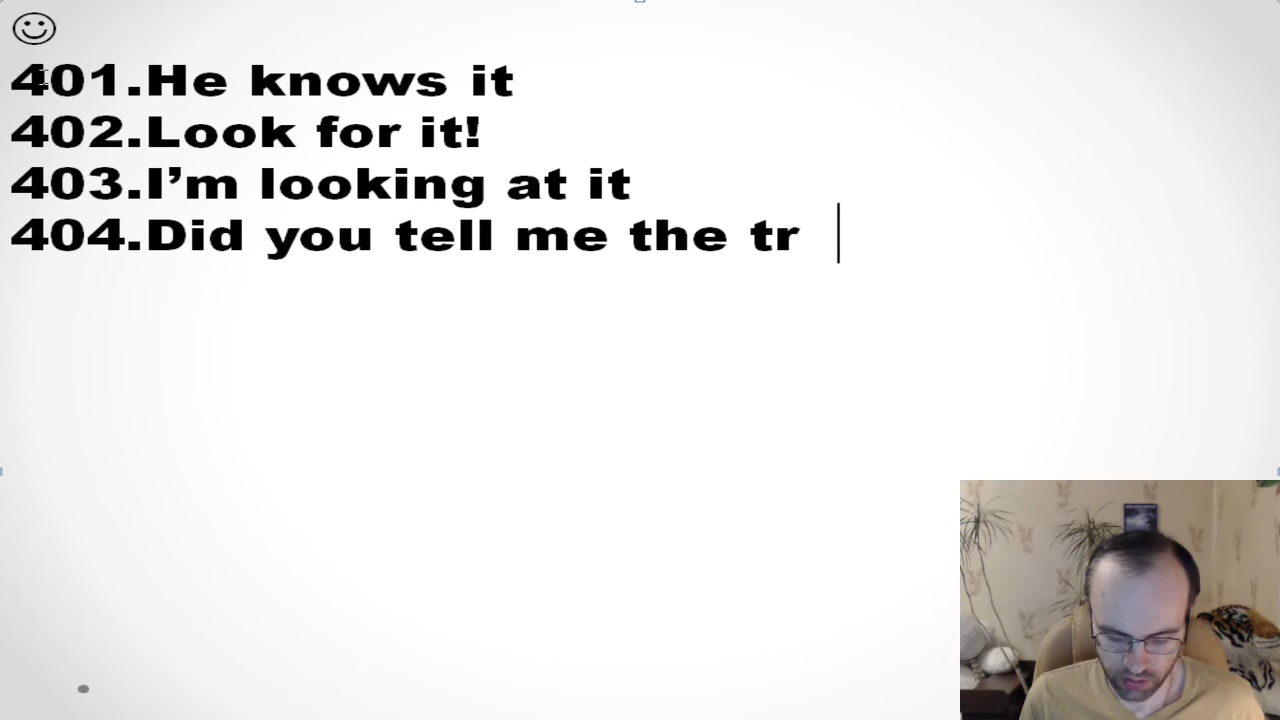 401.He knows it
402.Look for it!
403.I’m looking at it
404.Did you tell me the tr